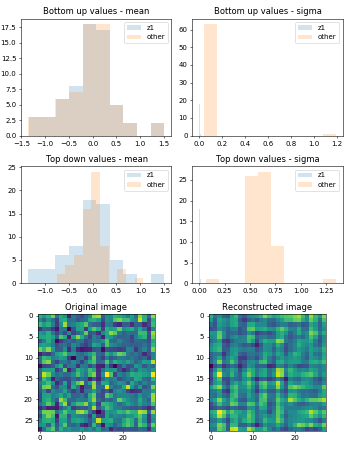 Bottom up values - mean
Bottom up values - sigma
17.5
15.0
12.5
10.0
7.5
5.0
2.5
0.0
z1
other
−1.5 −1.0 −0.5 0.0 0.5 1.0 1.5
60
50
40
30
20
10
0
z1
other
0.0 0.2 0.4 0.6 0.8 1.0 1.2
Top down values - mean
Top down values - sigma
25
20
15
10
5
0
z1
other
−1.0 −0.5 0.0 0.5 1.0 1.5
25
20
15
10
5
0
z1
other
0.00 0.25 0.50 0.75 1.00 1.25
Original image
Reconstructed image
0
5
10
15
20
25
0 10 20
0
5
10
15
20
25
0 10 20